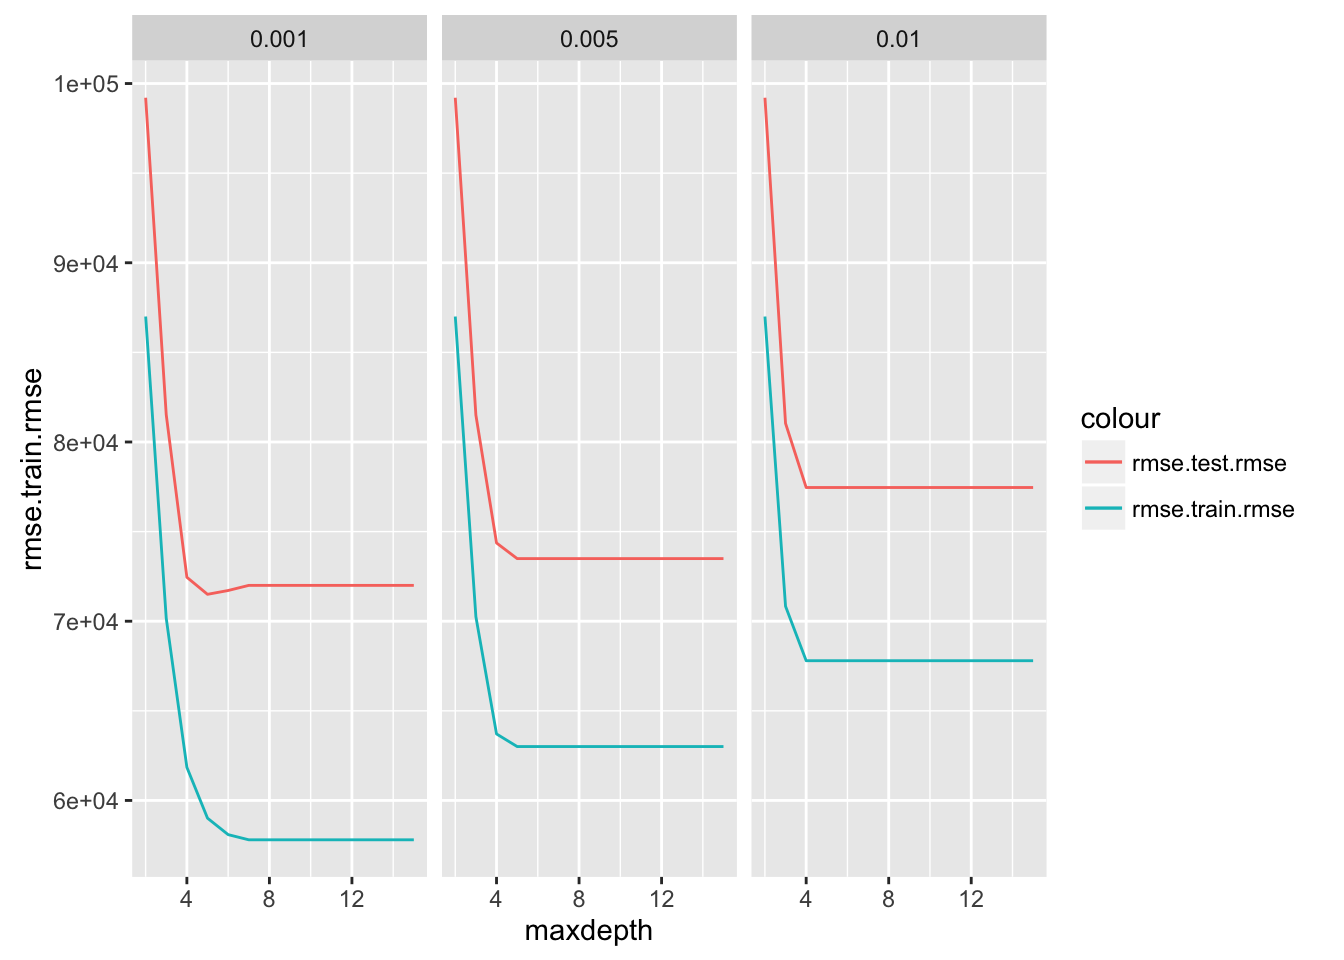 0.001 0.005 0.01
1e+05
9e+04
8e+04
7e+04
6e+04
rmse.train.rmse
4 8 12 4 8 12 4 8 12
maxdepth
colour
rmse.test.rmse
rmse.train.rmse